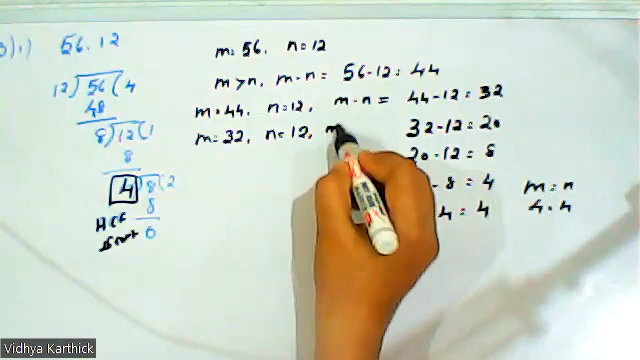 3) i) 56, 12
12) 56 ( 4
48
8) 12 ( 1
8
4) 8 ( 2
8
0
HCF
m = 56, n = 12
m > n, m - n = 56 - 12 = 44
m = 44, n = 12, m - n = 44 - 12 = 32
m = 32, n = 12, m
32 - 12 = 20
20 - 12 = 8
- 8 = 4 m = n
4 = 4 4 = 4
Vidhya Karthick